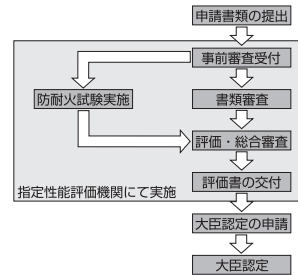 申請書類の提出
事前審査受付
防耐火試験実施
書類審査
評価・総合審査
評価書の交付
指定性能評価機関にて実施
大臣認定の申請
大臣認定